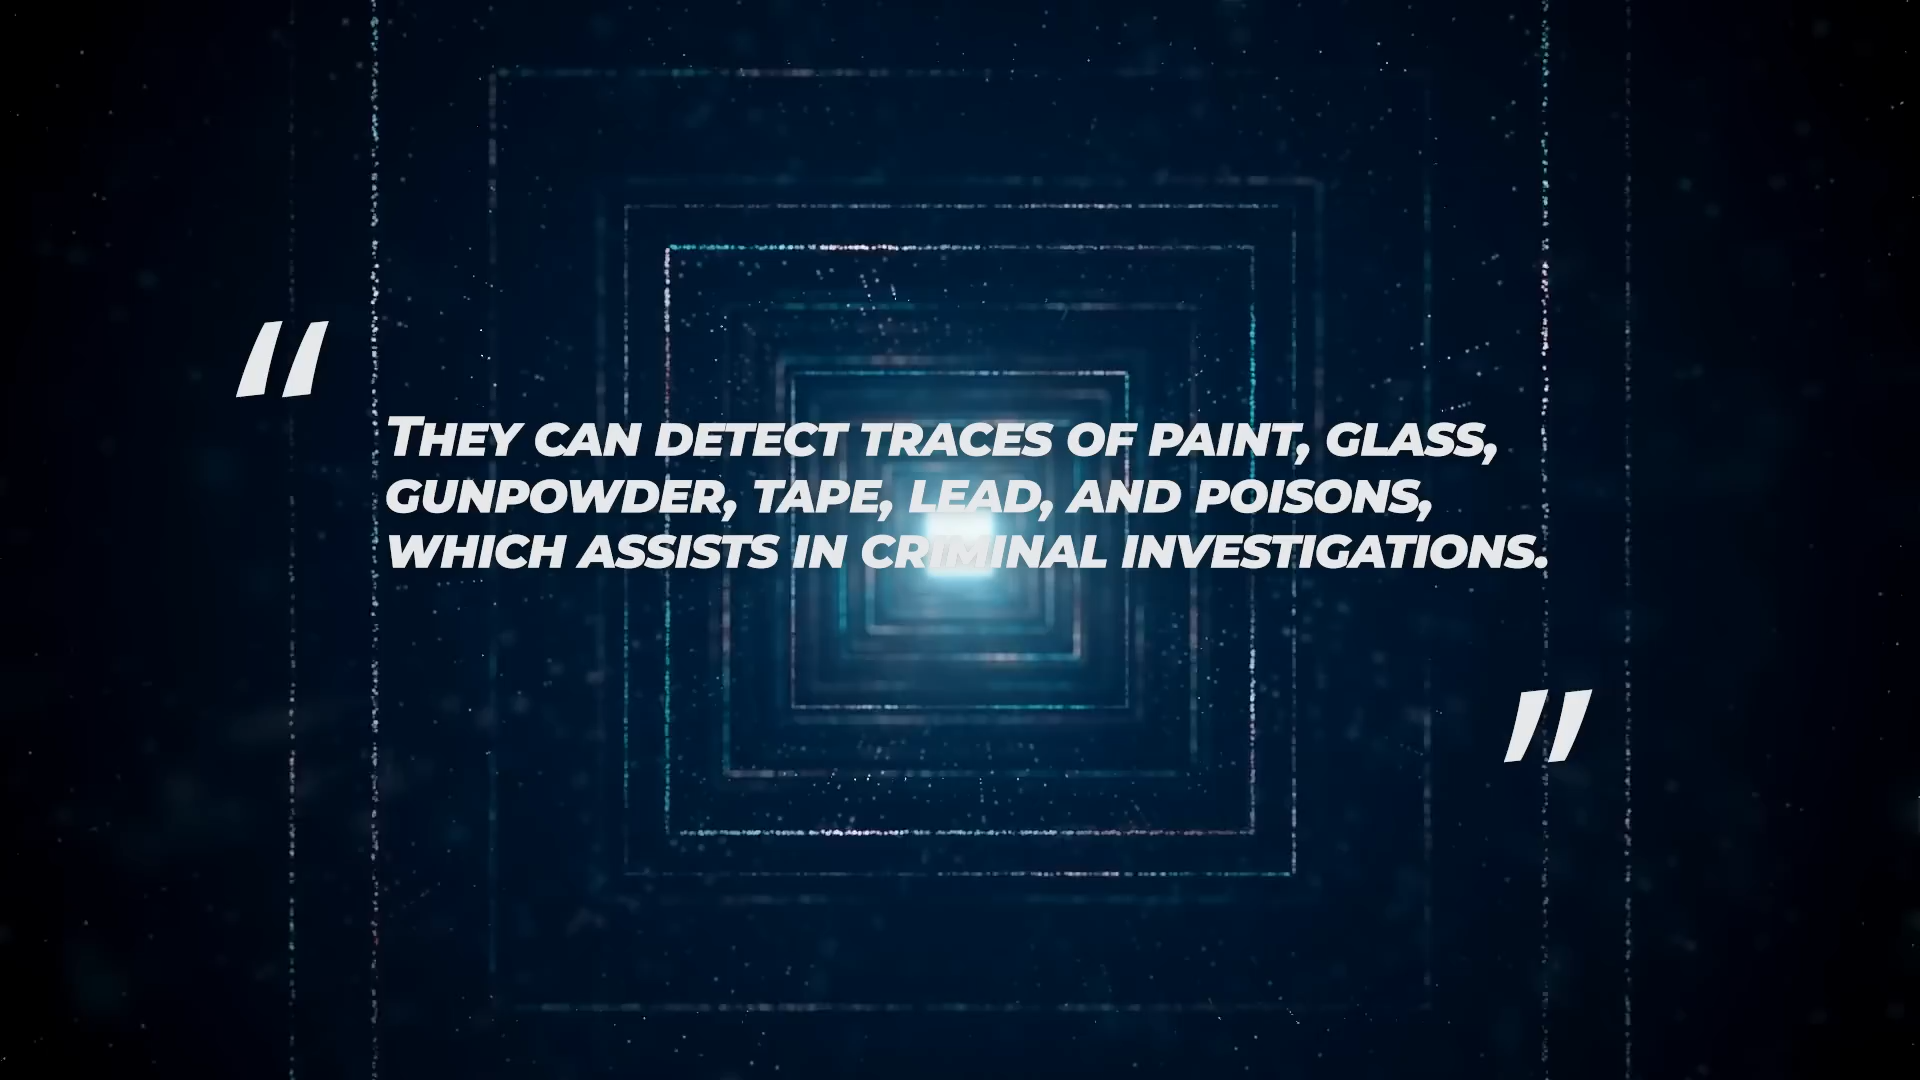 “
THEY CAN DETECT TRACES OF PAINT, GLASS,
GUNPOWDER, TAPE, LEAD, AND POISONS,
WHICH ASSISTS IN CRIMINAL INVESTIGATIONS.
”